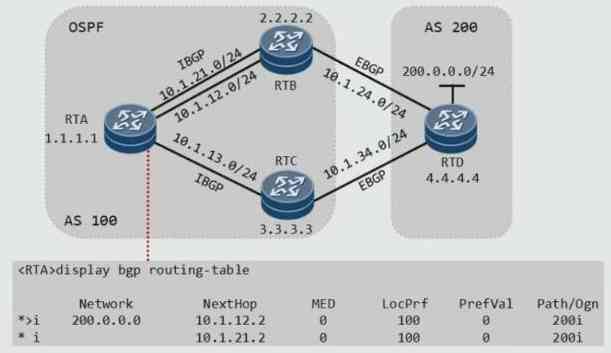 OSPF
2.2.2.2
AS 200
IBGP
10.1.21.0/24
10.1.12.0/24
RTB
EBGP
10.1.24.0/24
200.0.0.0/24
RTA
1.1.1.1
10.1.13.0/24
IBGP
RTC
10.1.34.0/24
EBGP
RTD
4.4.4.4
AS 100
3.3.3.3
<RTA>display bgp routing-table
Network NextHop MED LocPrf PrefVal Path/Ogn
*>i 200.0.0.0 10.1.12.2 0 100 0 200i
* i 10.1.21.2 0 100 0 200i